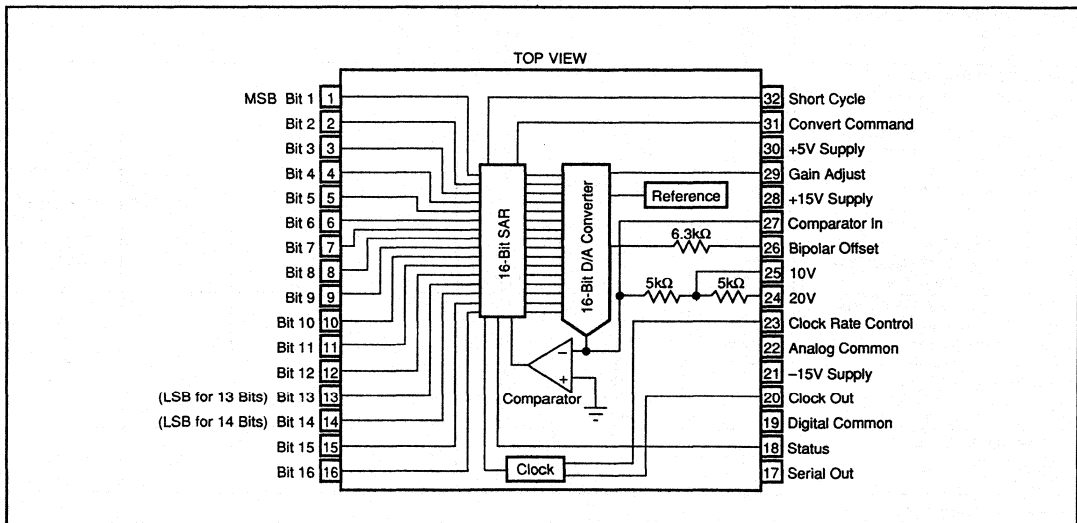 TOP VIEW
MSB Bit 1 1
Bit 2 2
Bit 3 3
Bit 4 4
Bit 5 5
Bit 6 6
Bit 7 7
Bit 8 8
Bit 9 9
Bit 10 10
Bit 11 11
Bit 12 12
(LSB for 13 Bits) Bit 13 13
(LSB for 14 Bits) Bit 14 14
Bit 15 15
Bit 16 16
16-Bit SAR
16-Bit D/A Converter
Reference
6.3kΩ
5kΩ
5kΩ
–
+
Comparator
Clock
32 Short Cycle
31 Convert Command
30 +5V Supply
29 Gain Adjust
28 +15V Supply
27 Comparator In
26 Bipolar Offset
25 10V
24 20V
23 Clock Rate Control
22 Analog Common
21 –15V Supply
20 Clock Out
19 Digital Common
18 Status
17 Serial Out